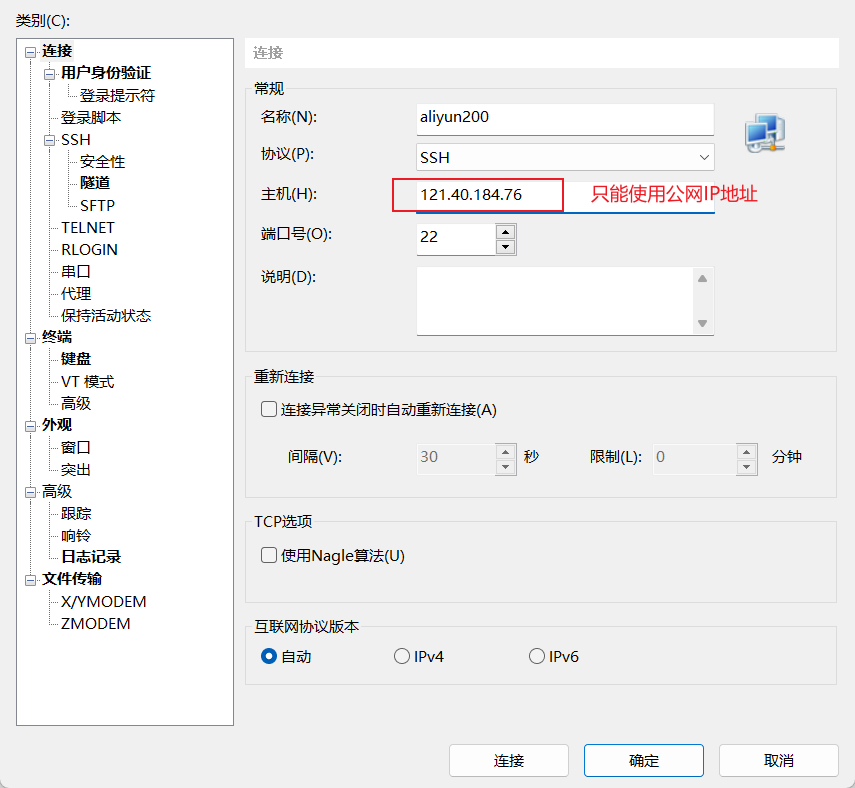 类别(C):
连接
用户身份验证
登录提示符
登录脚本
SSH
安全性
隧道
SFTP
TELNET
RLOGIN
串口
代理
保持活动状态
终端
键盘
VT 模式
高级
外观
窗口
突出
高级
跟踪
响铃
日志记录
文件传输
X/YMODEM
ZMODEM
连接
常规
名称(N): aliyun200
协议(P): SSH
主机(H): 121.40.184.76 只能使用公网IP地址
端口号(O): 22
说明(D):
重新连接
连接异常关闭时自动重新连接(A)
间隔(V): 30 秒 限制(L): 0 分钟
TCP选项
使用Nagle算法(U)
互联网协议版本
自动 IPv4 IPv6
连接 确定 取消